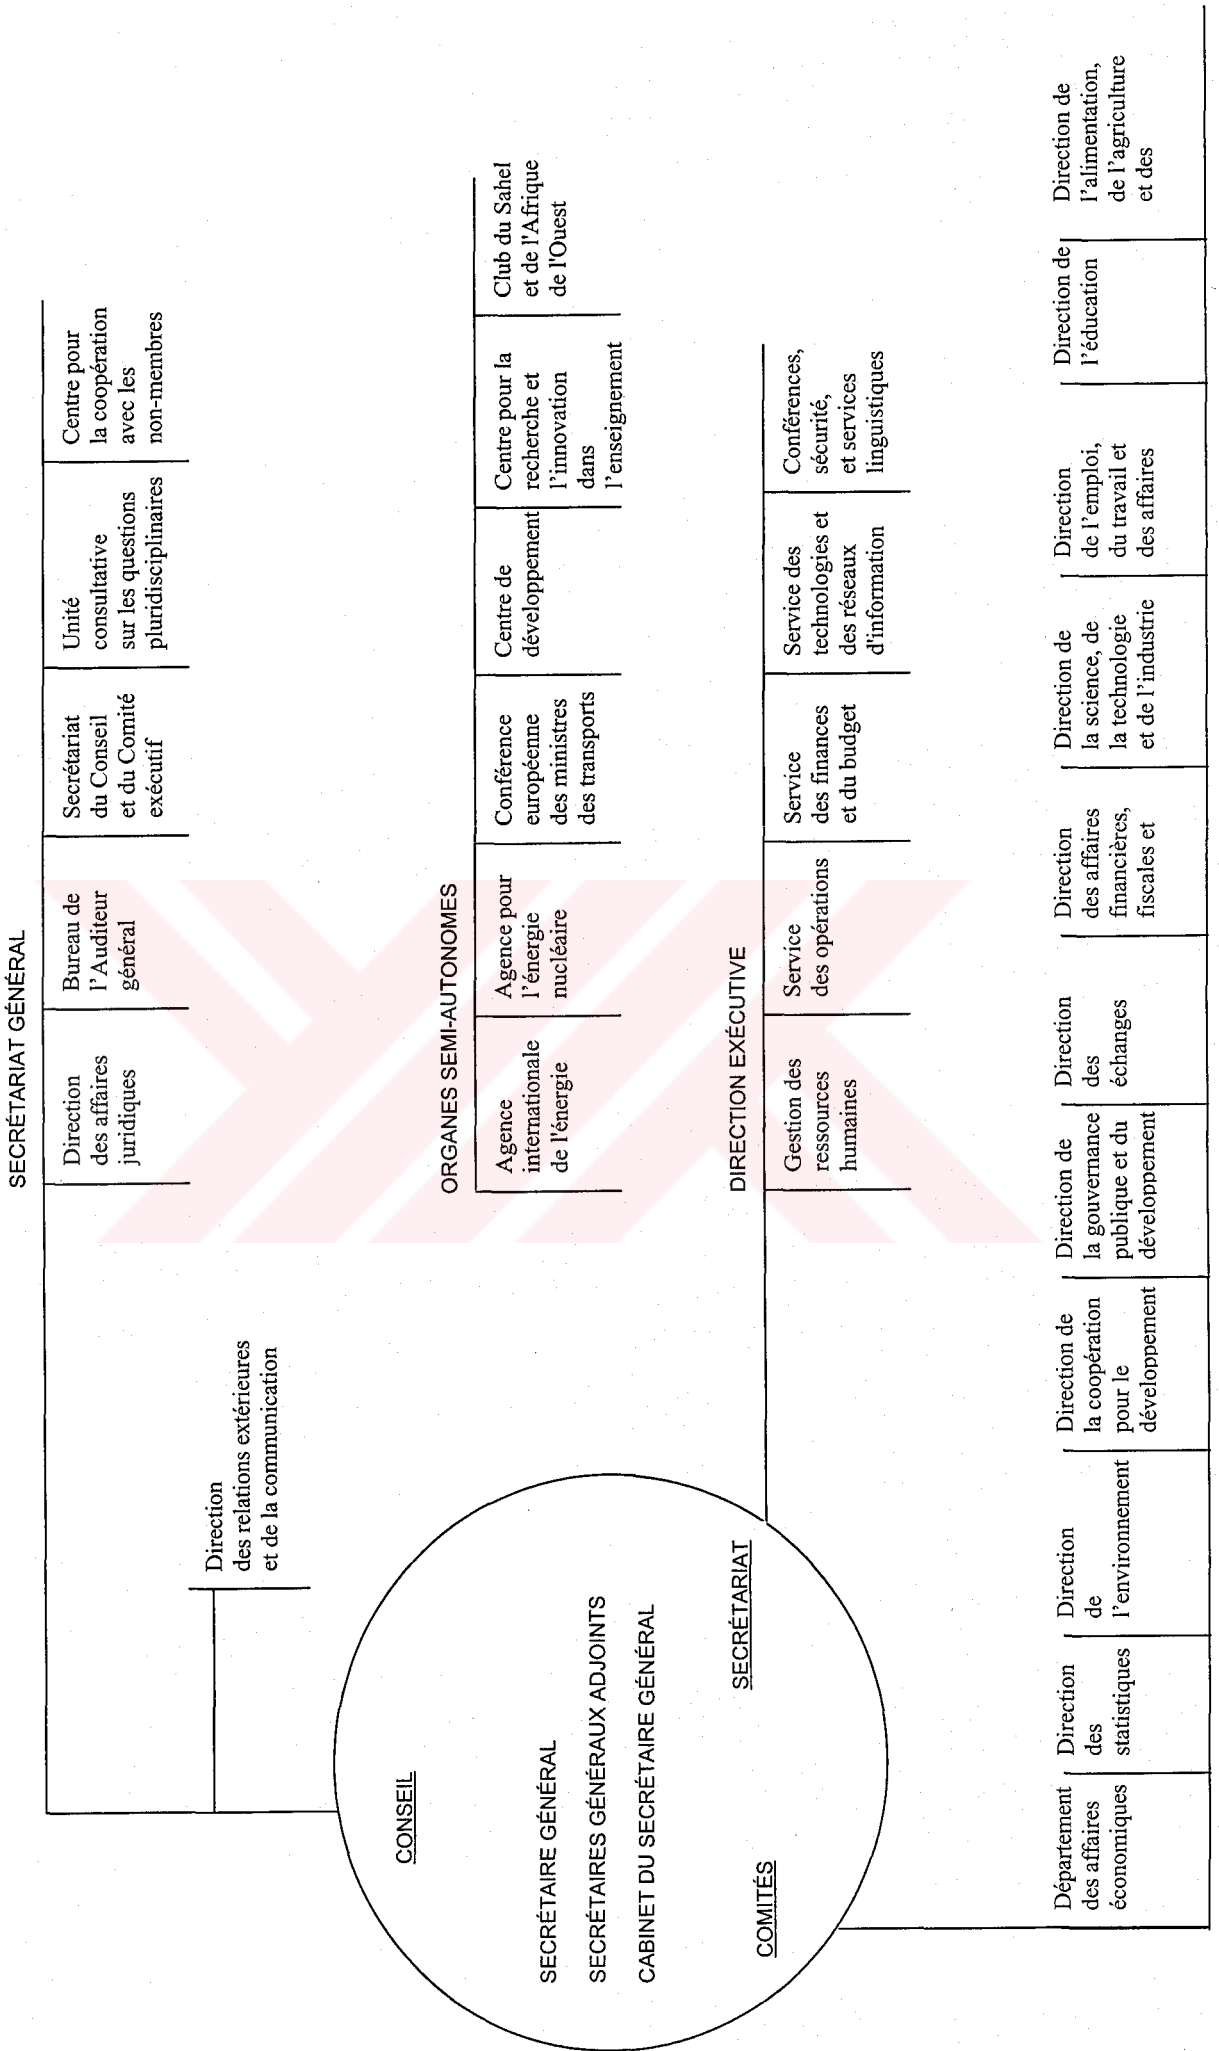 SECRÉTARIAT GÉNÉRAL
Direction
des affaires
juridiques
Bureau de
l'Auditeur
général
Secrétariat
du Conseil
et du Comité
exécutif
Unité
consultative
sur les questions
pluridisciplinaires
Centre pour
la coopération
avec les
non-membres
Direction
des relations extérieures
et de la communication
CONSEIL
SECRÉTAIRE GÉNÉRAL
SECRÉTAIRES GÉNÉRAUX ADJOINTS
CABINET DU SECRÉTAIRE GÉNÉRAL
SECRÉTARIAT
COMITÉS
ORGANES SEMI-AUTONOMES
Agence
internationale
de l'énergie
Agence pour
l'énergie
nucléaire
Conférence
européenne
des ministres
des transports
Centre de
développement
Centre pour la
recherche et
l'innovation
dans
l'enseignement
Club du Sahel
et de l'Afrique
de l'Ouest
DIRECTION EXÉCUTIVE
Gestion des
ressources
humaines
Service
des opérations
Service
des finances
et du budget
Service des
technologies et
des réseaux
d'information
Conférences,
sécurité,
et services
linguistiques
Département
des affaires
économiques
Direction
des
statistiques
Direction
de
l'environnement
Direction de
la coopération
pour le
développement
Direction de
la gouvernance
publique et du
développement
Direction
des
échanges
Direction
des affaires
financières,
fiscales et
Direction de
la science, de
la technologie
et de l'industrie
Direction
de l'emploi,
du travail et
des affaires
Direction de
l'éducation
Direction de
l'alimentation,
de l'agriculture
et des